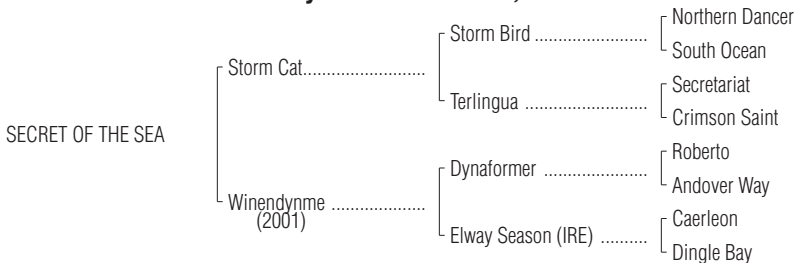 Northern Dancer
Storm Bird ..............................
South Ocean
Storm Cat...........................
Secretariat
Terlingua ................................
Crimson Saint
SECRET OF THE SEA
Roberto
Dynaformer ...........................
Andover Way
Winendynme .....................
(2001)
Caerleon
Elway Season (IRE) ..........
Dingle Bay